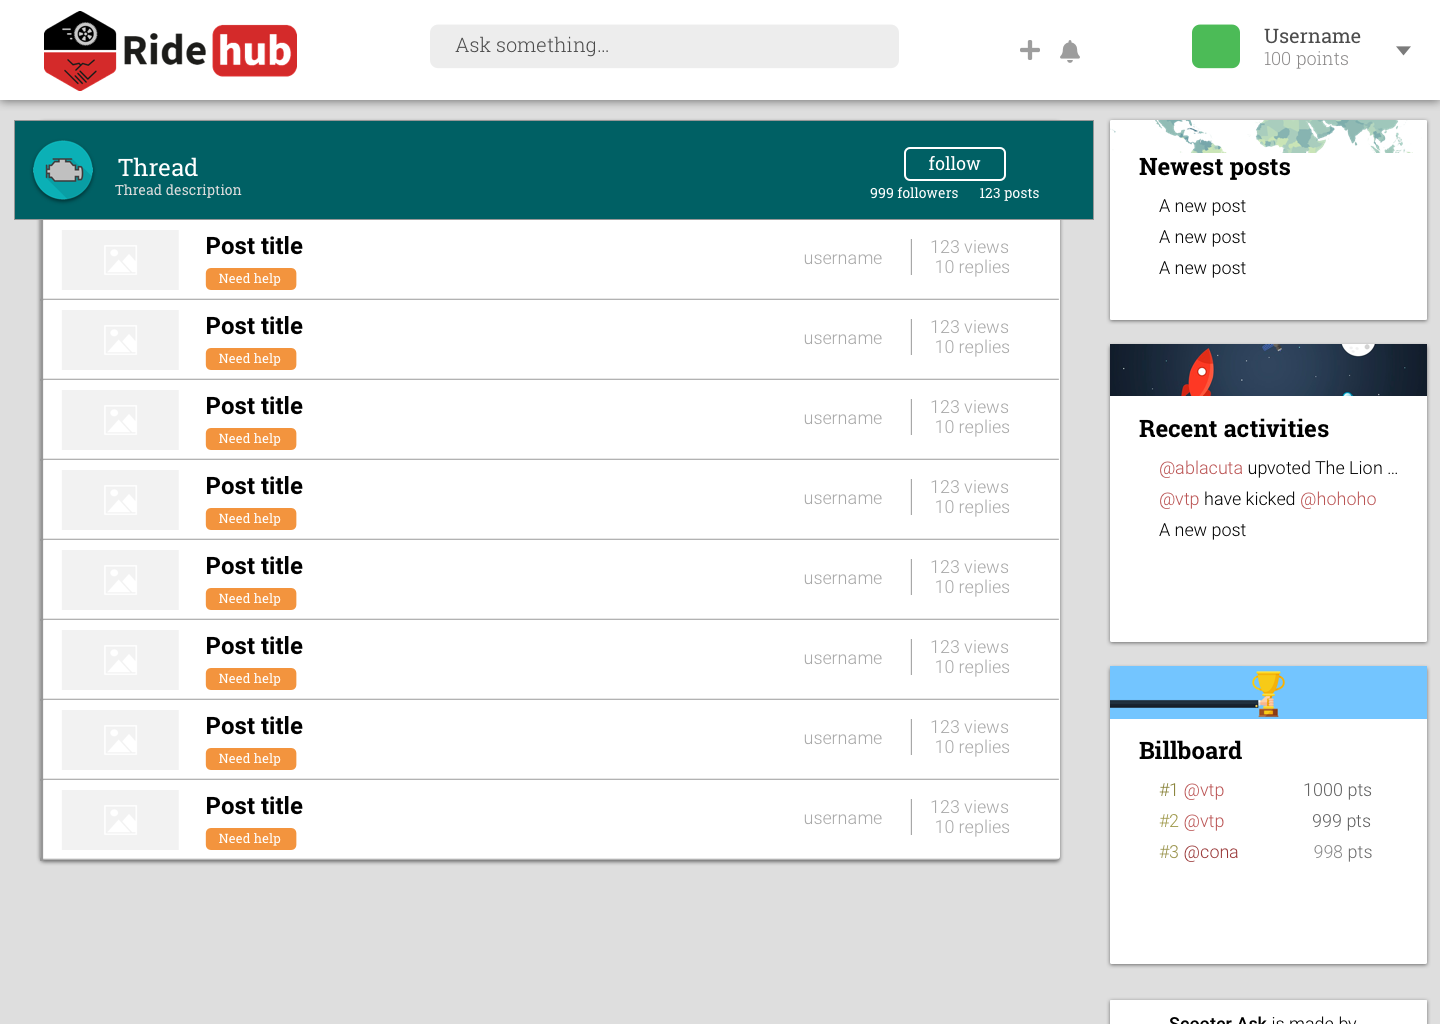 Ride hub
Ask something...
Username
100 points
Thread
Thread description
follow
999 followers 123 posts
Post title
Need help
username
123 views
10 replies
Post title
Need help
username
123 views
10 replies
Post title
Need help
username
123 views
10 replies
Post title
Need help
username
123 views
10 replies
Post title
Need help
username
123 views
10 replies
Post title
Need help
username
123 views
10 replies
Post title
Need help
username
123 views
10 replies
Post title
Need help
username
123 views
10 replies
Newest posts
A new post
A new post
A new post
Recent activities
@ablacuta upvoted The Lion ...
@vtp have kicked @hohoho
A new post
Billboard
#1 @vtp 1000 pts
#2 @vtp 999 pts
#3 @cona 998 pts
Scooter Ask is made by